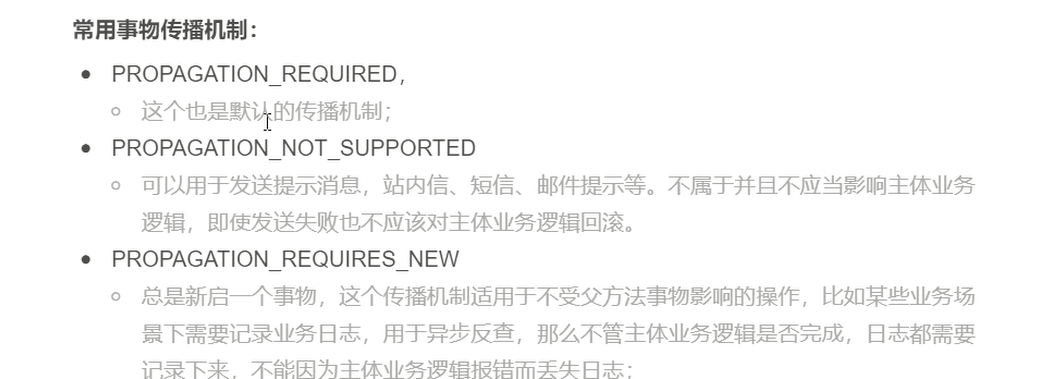 常用事物传播机制：
PROPAGATION_REQUIRED，
这个也是默认的传播机制；
PROPAGATION_NOT_SUPPORTED
可以用于发送提示消息，站内信、短信、邮件提示等。不属于并且不应当影响主体业务
逻辑，即使发送失败也不应该对主体业务逻辑回滚。
PROPAGATION_REQUIRES_NEW
总是新启一个事物，这个传播机制适用于不受父方法事物影响的操作，比如某些业务场
景下需要记录业务日志，用于异步反查，那么不管主体业务逻辑是否完成，日志都需要
记录下来，不能因为主体业务逻辑报错而丢失日志；